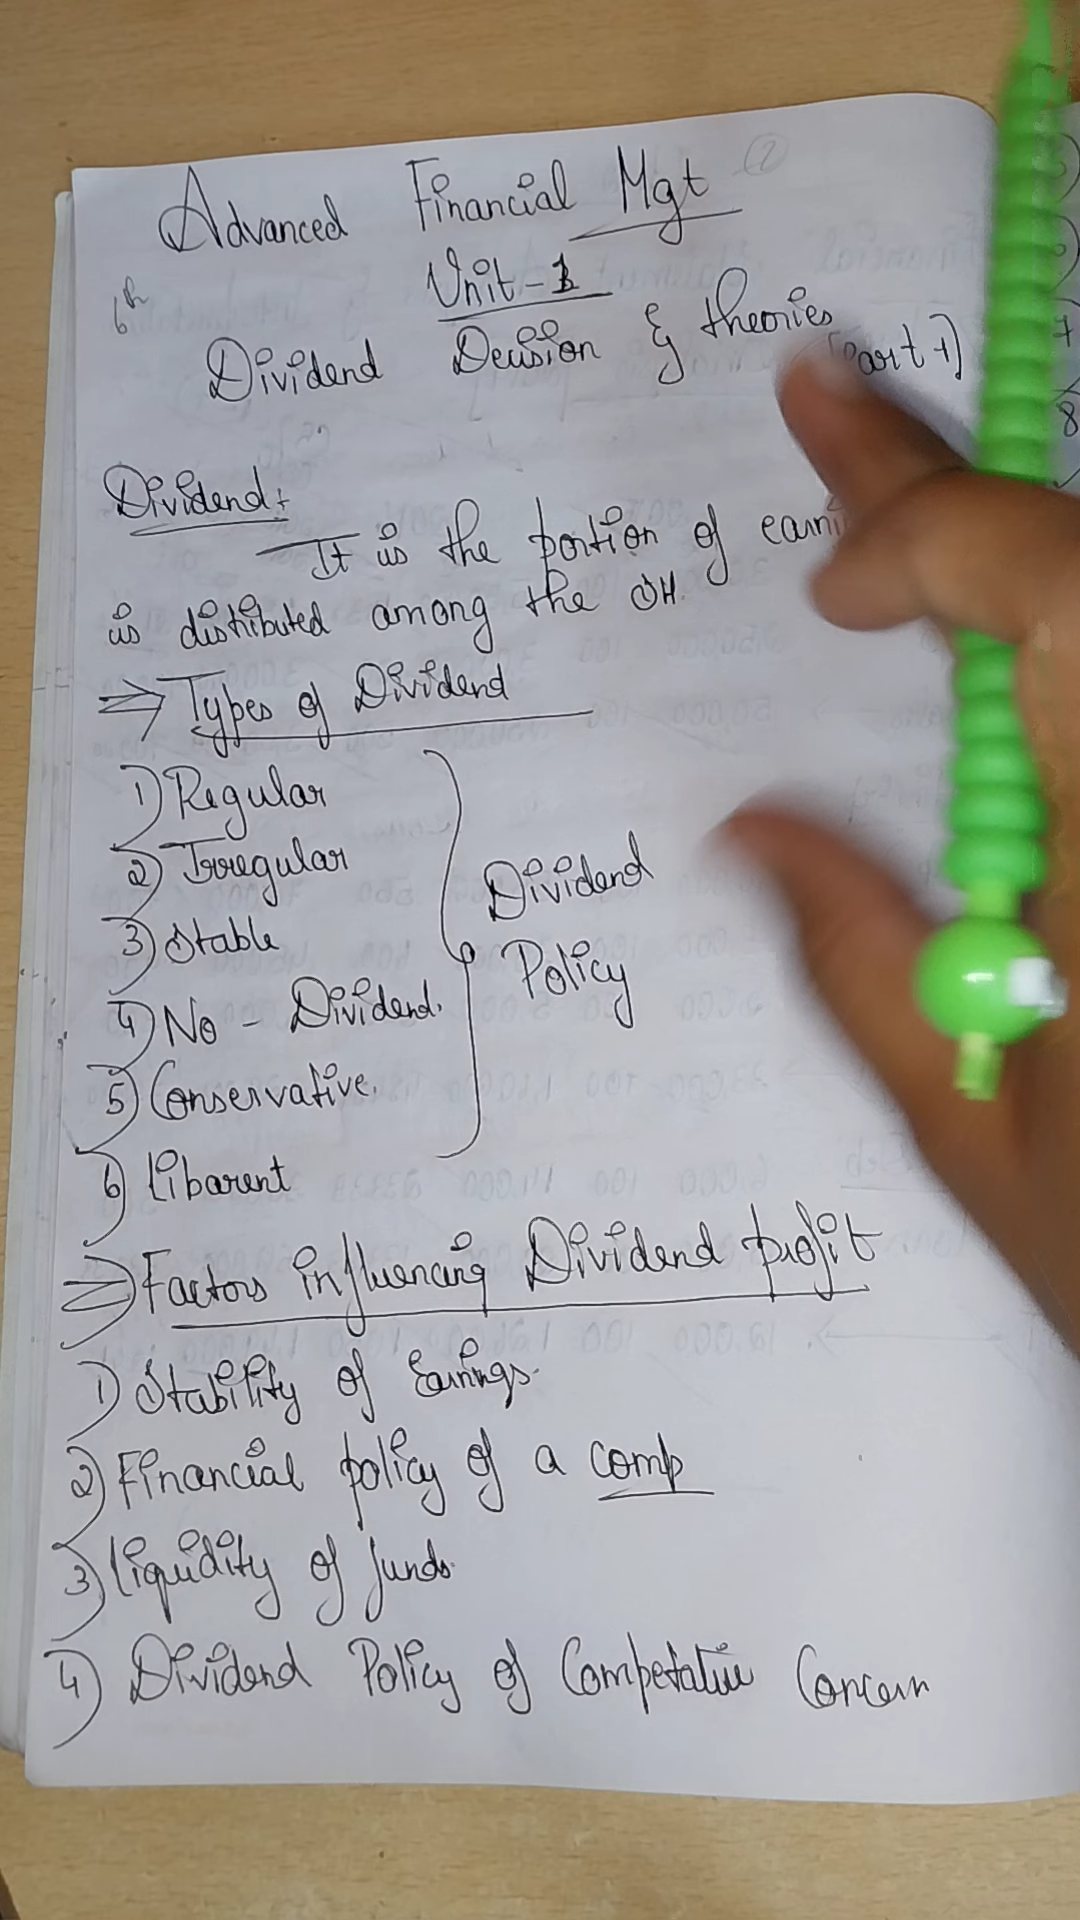 Advanced Financial Mgt
6th
Unit - 1
Dividend Decision & theories
Part 1]
Dividend :
It is the portion of earni
is distributed among the SH.
⇒ Types of Dividend
1) Regular
2) Irregular
3) Stable
4) No - Dividend.
5) Conservative.
6) Libarent
Dividend
Policy
⇒ Factors influencing Dividend profit
1) Stability of Earnings.
2) Financial policy of a comp
3) liquidity of funds.
4) Dividend Policy of Competative Concern
7
8